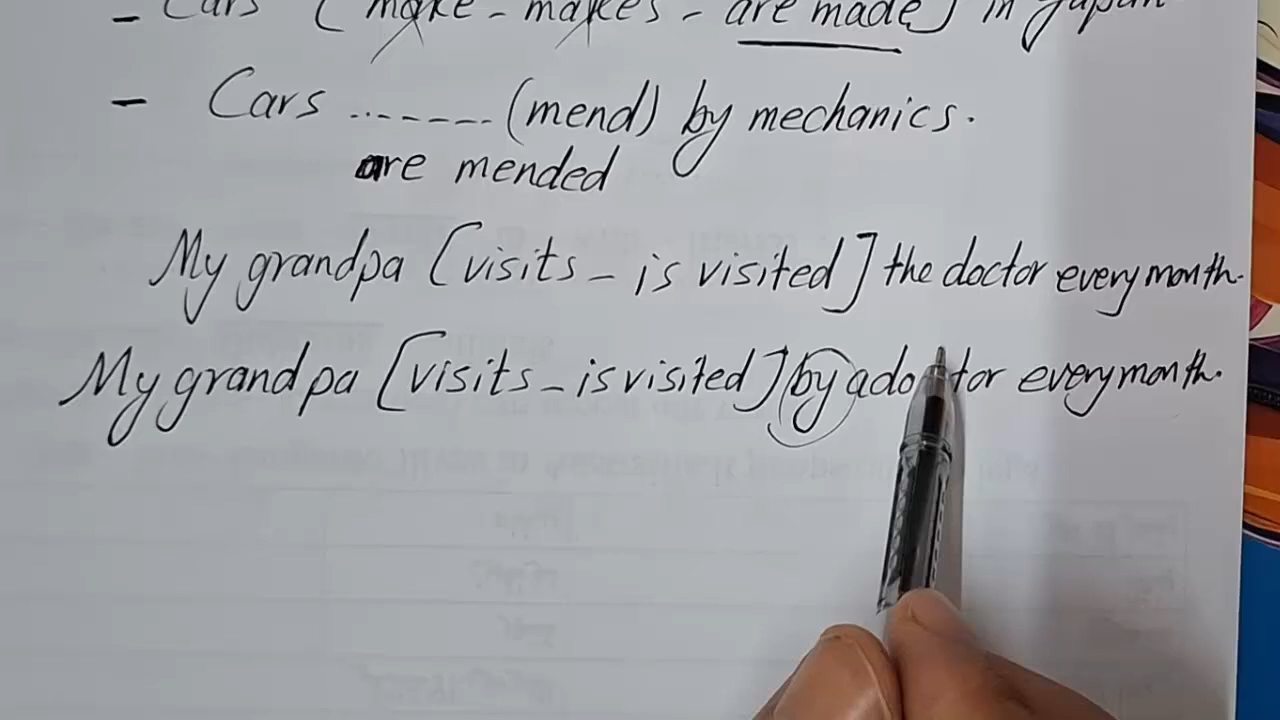 - Cars [make - makes - are made] in Japan
- Cars ....... (mend) by mechanics.
are mended
My grandpa [visits - is visited] the doctor every month.
My grandpa [visits - is visited] by a doctor every month.